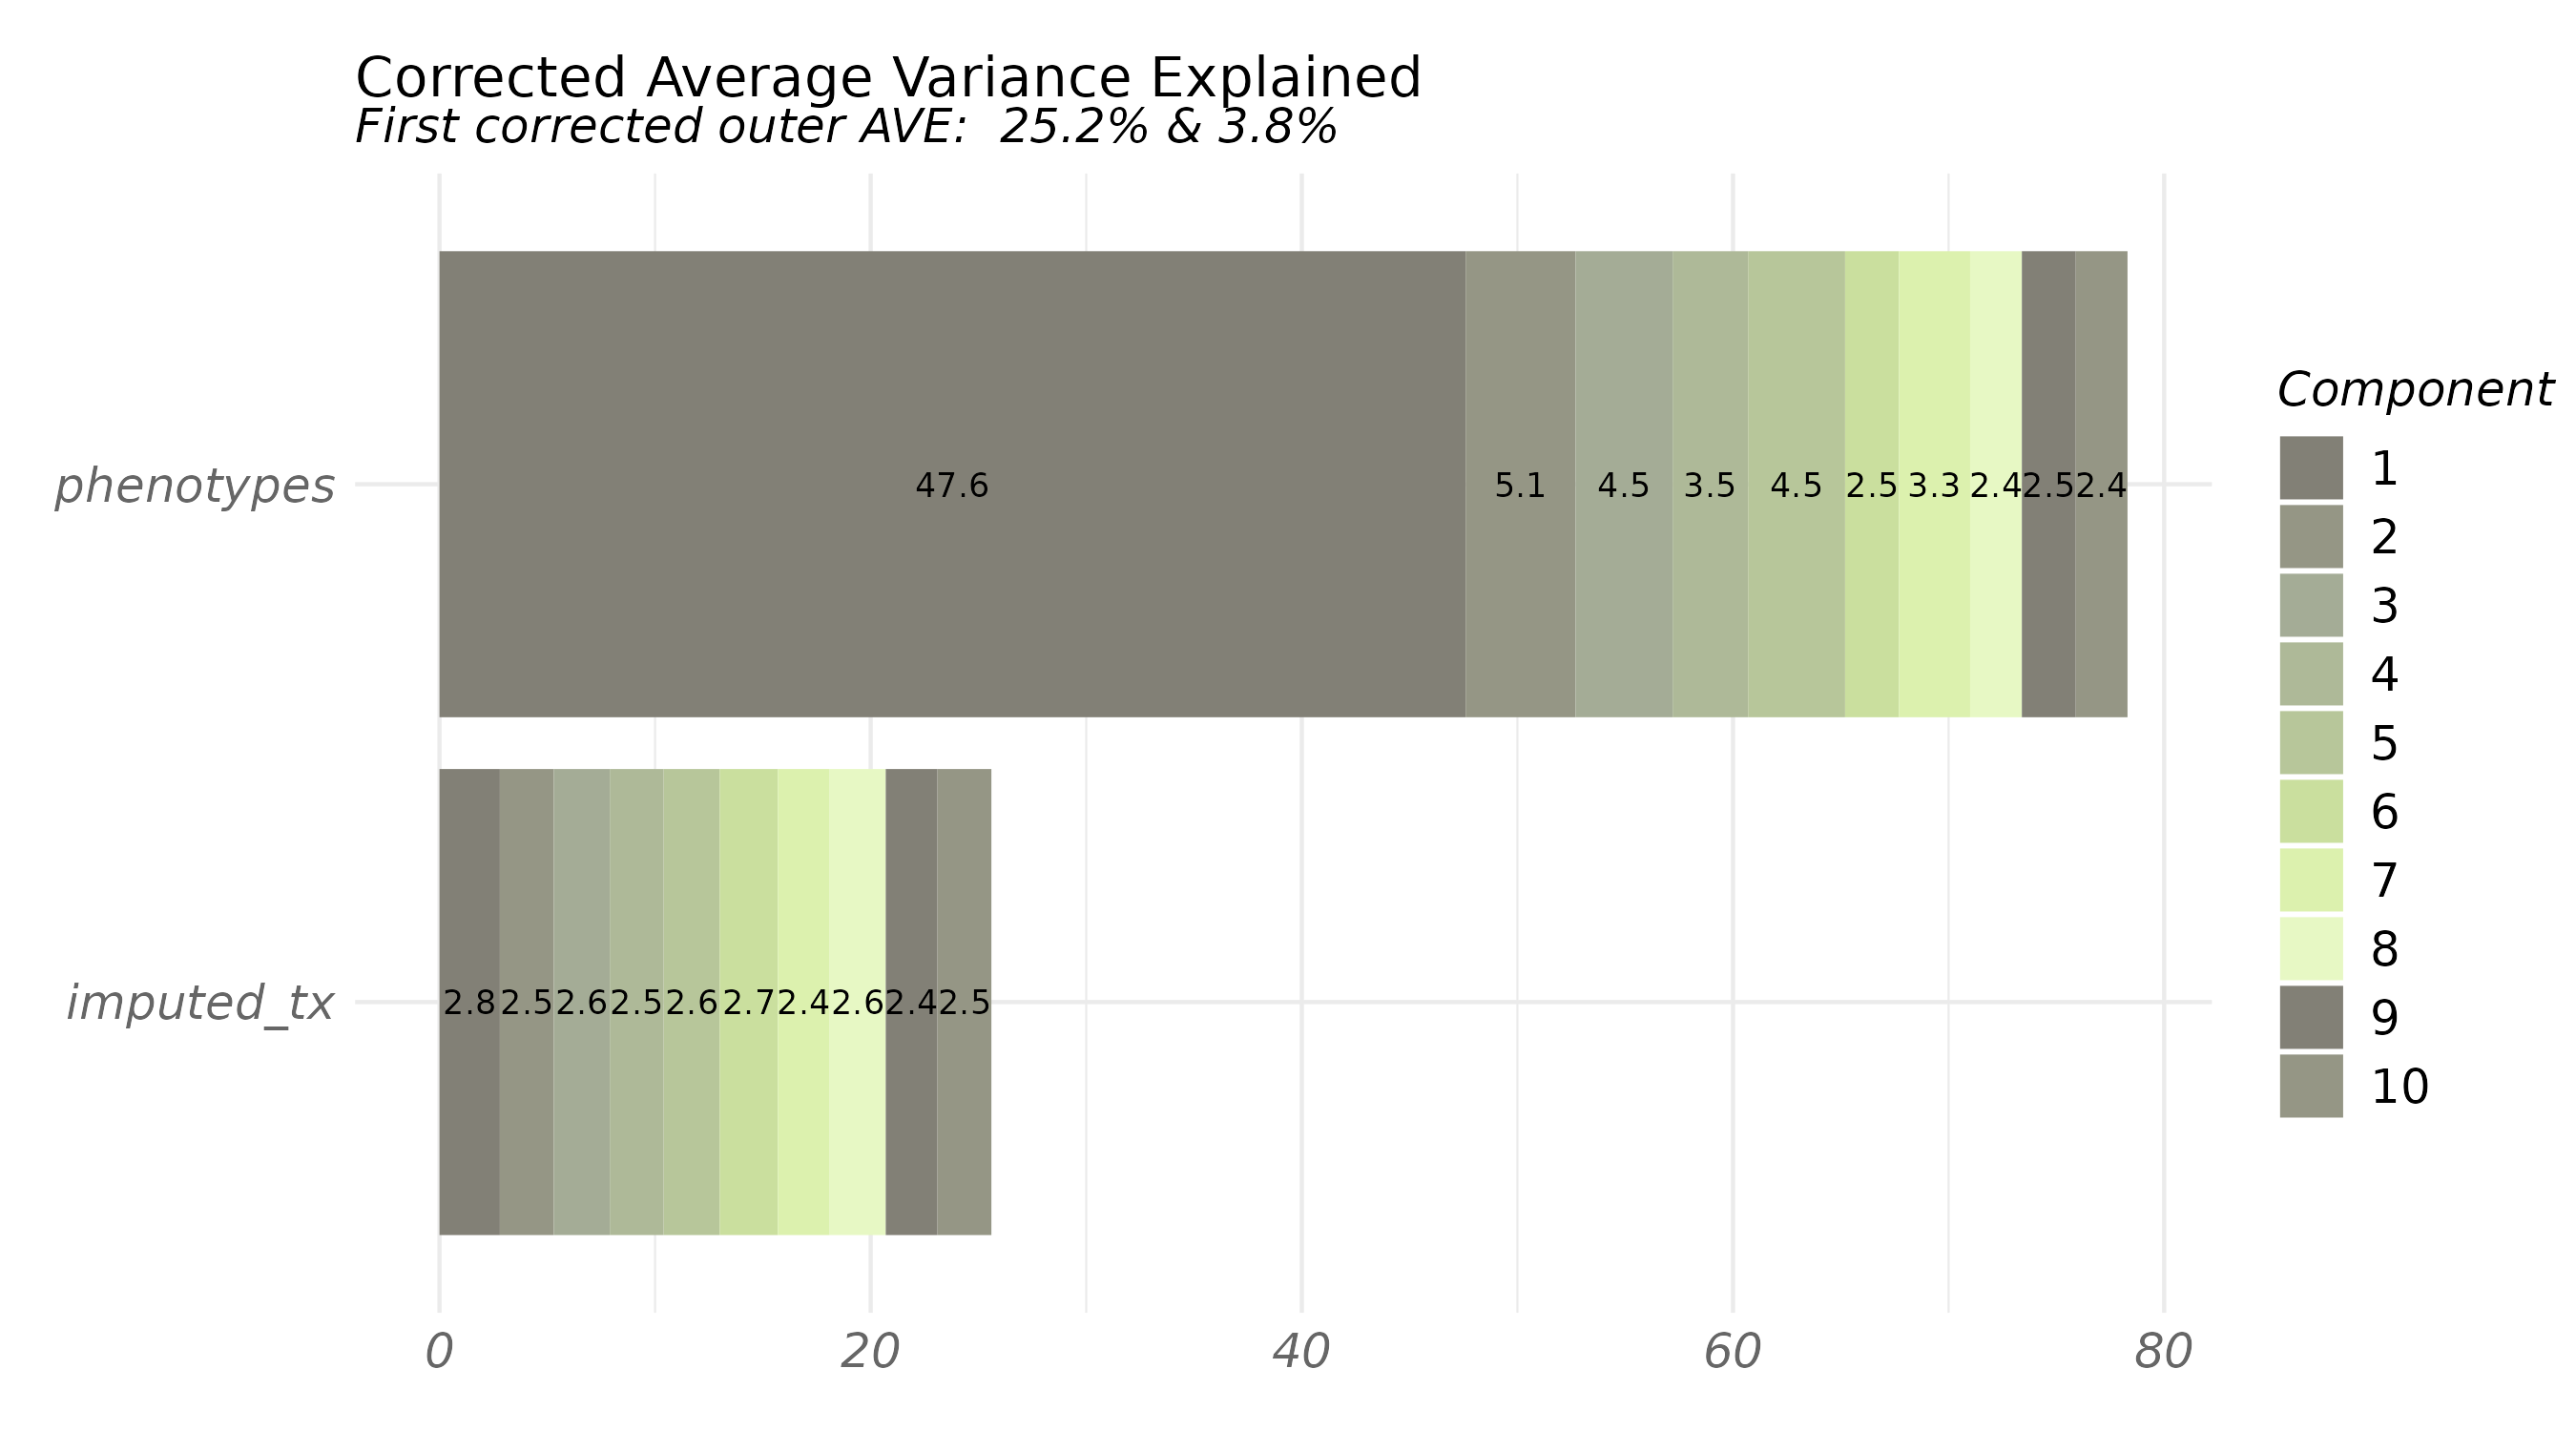 Corrected Average Variance Explained
First corrected outer AVE:  25.2% & 3.8%
phenotypes
47.6 5.1 4.5 3.5 4.5 2.5 3.3 2.4 2.5 2.4
imputed_tx
2.8 2.5 2.6 2.5 2.6 2.7 2.4 2.6 2.4 2.5
0 20 40 60 80
Component
1
2
3
4
5
6
7
8
9
10